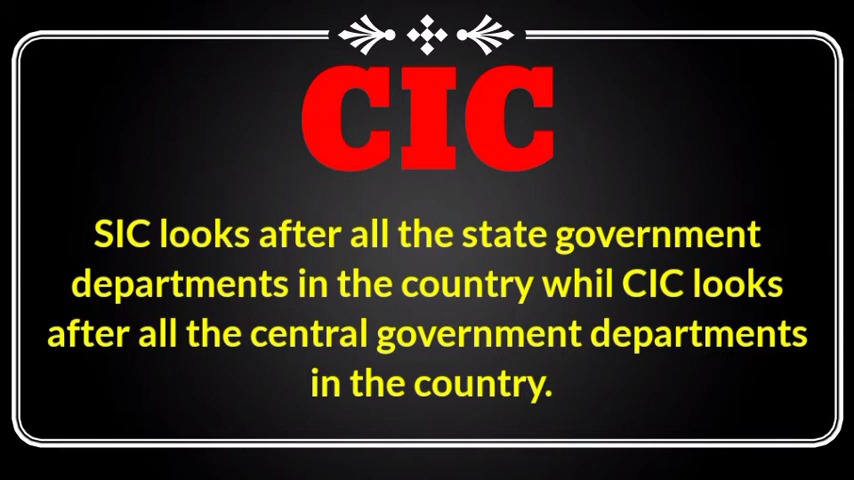 CIC
SIC looks after all the state government
departments in the country whil CIC looks
after all the central government departments
in the country.